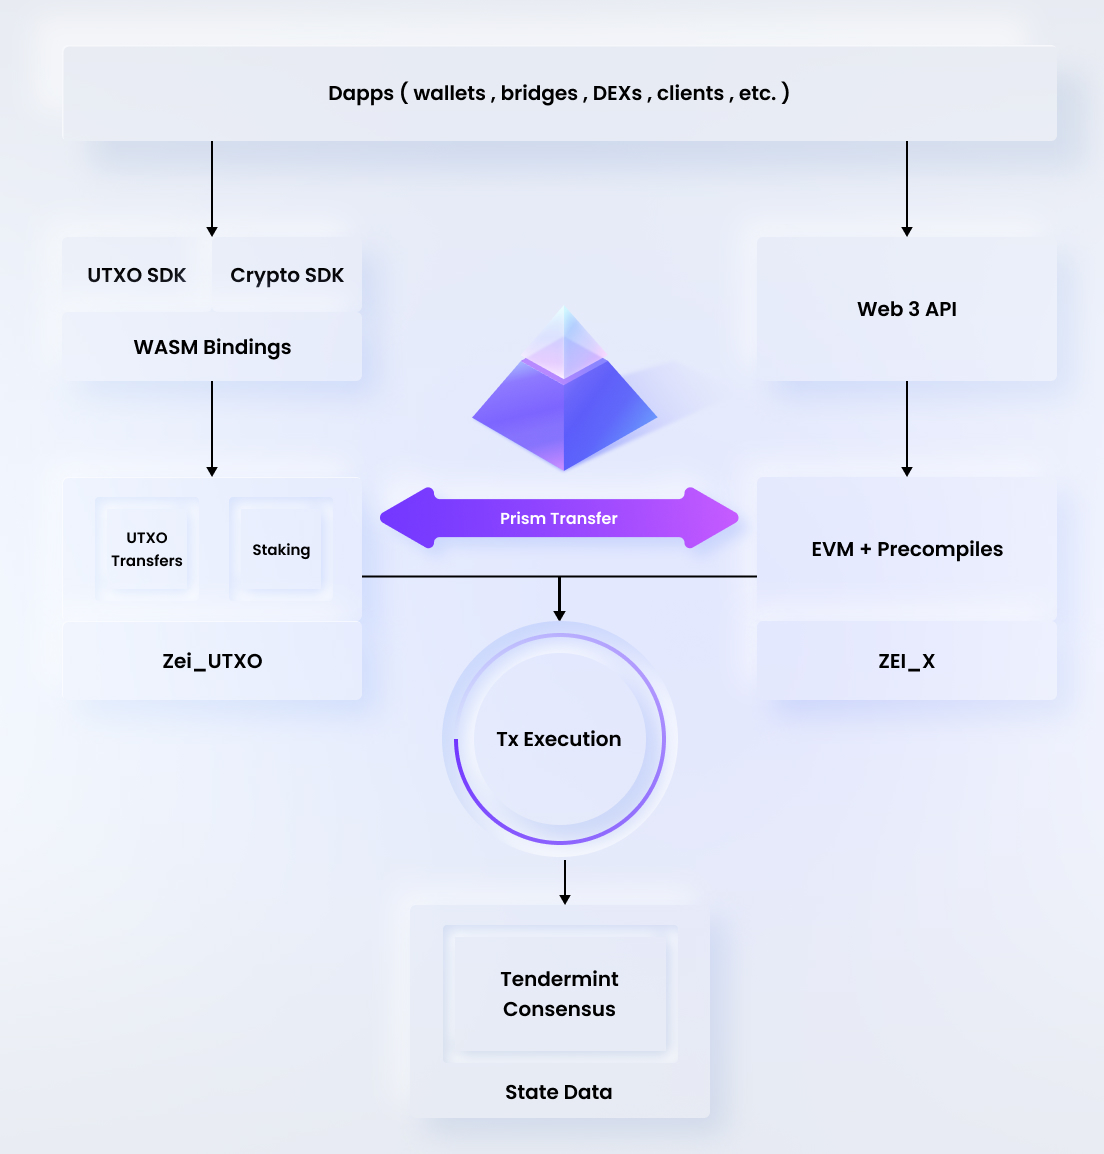 Dapps ( wallets , bridges , DEXs , clients , etc. )
UTXO SDK
Crypto SDK
WASM Bindings
Web 3 API
Prism Transfer
UTXO
Transfers
Staking
EVM + Precompiles
Zei_UTXO
ZEI_X
Tx Execution
Tendermint
Consensus
State Data